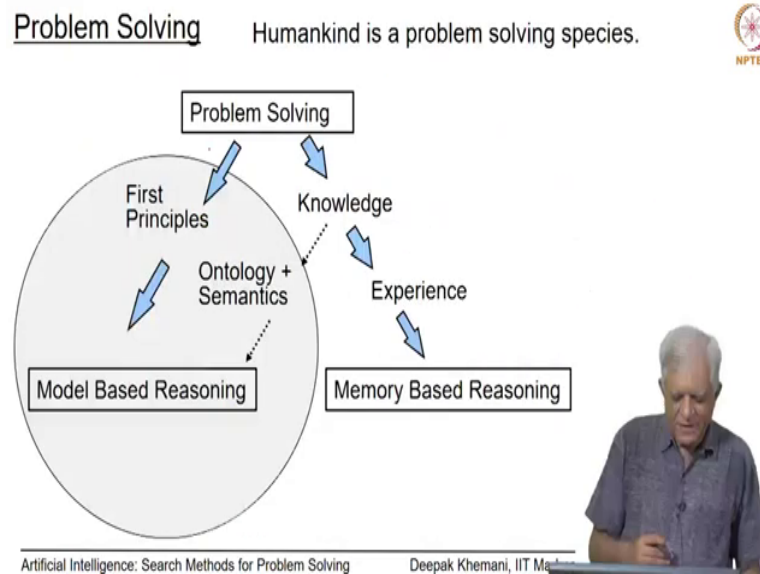 Problem Solving
Humankind is a problem solving species.
NPTE
Problem Solving
First
Principles
Knowledge
Ontology +
Semantics
Experience
Model Based Reasoning
Memory Based Reasoning
Artificial Intelligence: Search Methods for Problem Solving
Deepak Khemani, IIT